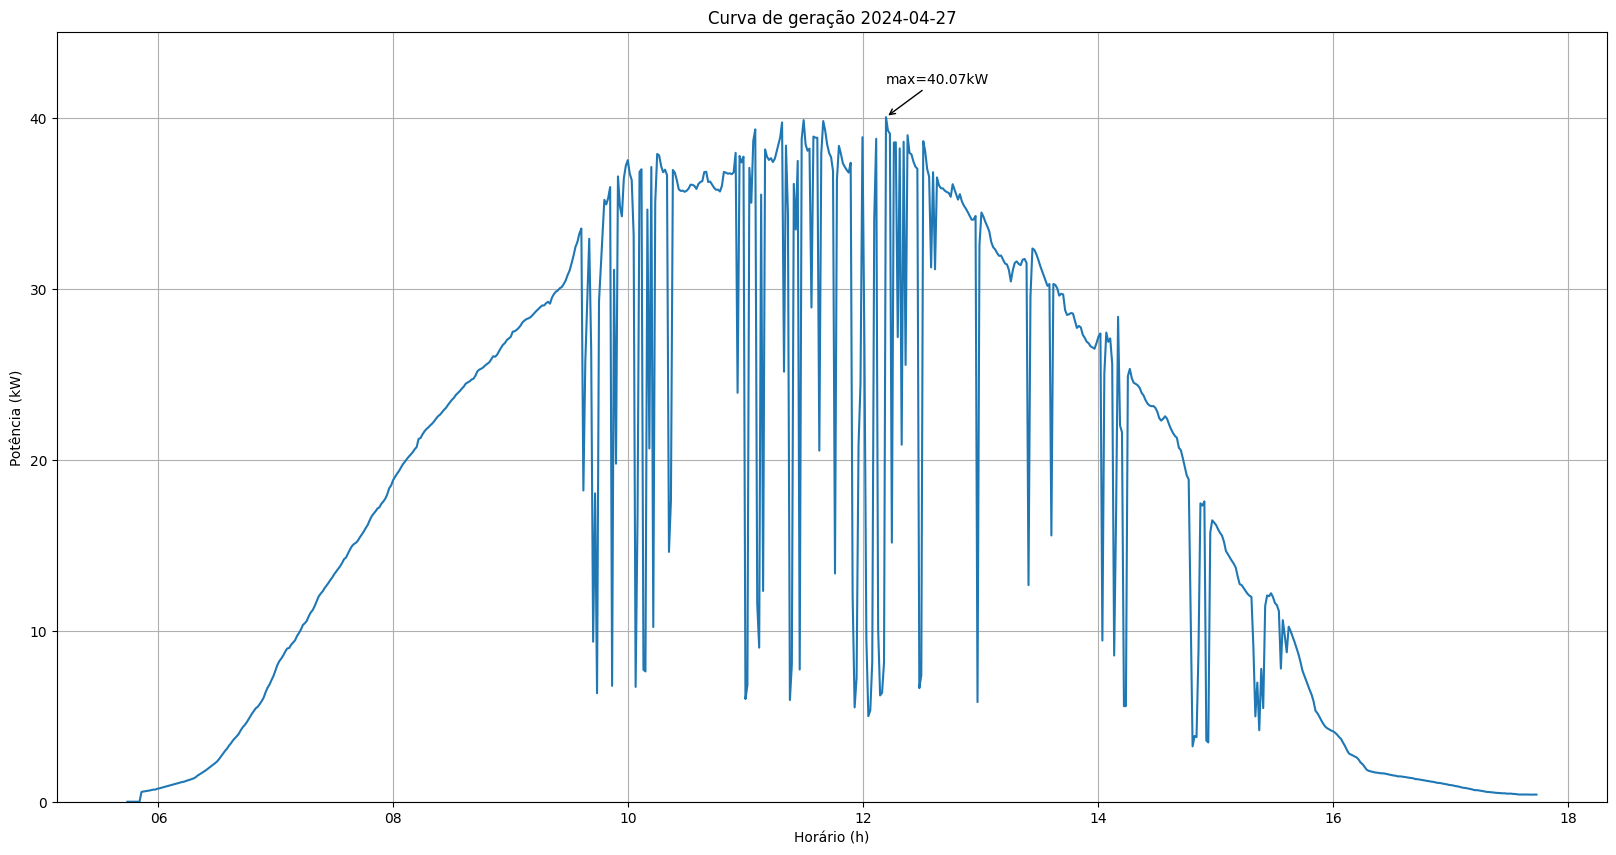 Curva de geração 2024-04-27
max=40.07kW
Potência (kW)
40
30
20
10
0
06 08 10 12 14 16 18
Horário (h)